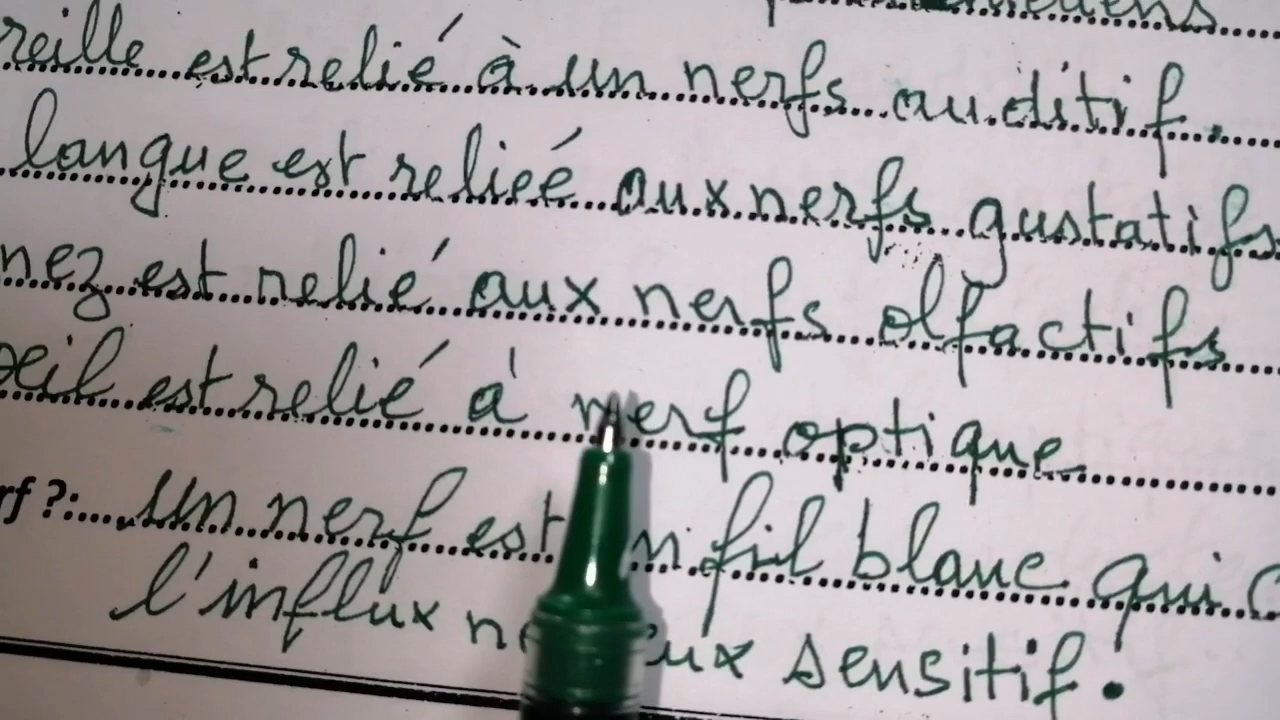 reille est relié à un nerfs auditif.
langue est reliéé aux nerfs gustatifs
nez est relié aux nerfs olfactifs
oeil est relié à nerf optique
rf ?: Un nerf est fil blanc qui
l'influx sensitif.